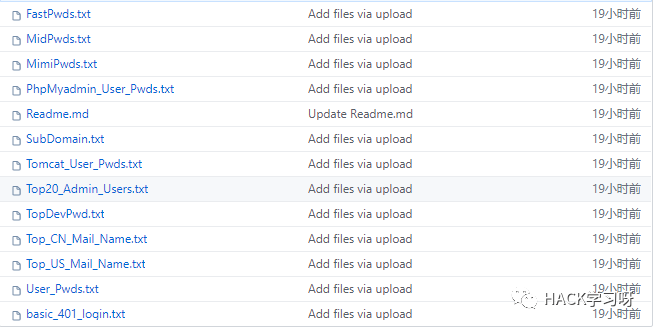 FastPwds.txt Add files via upload 19小时前
MidPwds.txt Add files via upload 19小时前
MimiPwds.txt Add files via upload 19小时前
PhpMyadmin_User_Pwds.txt Add files via upload 19小时前
Readme.md Update Readme.md 19小时前
SubDomain.txt Add files via upload 19小时前
Tomcat_User_Pwds.txt Add files via upload 19小时前
Top20_Admin_Users.txt Add files via upload 19小时前
TopDevPwd.txt Add files via upload 19小时前
Top_CN_Mail_Name.txt Add files via upload 19小时前
Top_US_Mail_Name.txt Add files via upload 19小时前
User_Pwds.txt Add files via upload 19小时前
HACK学习呀
basic_401_login.txt Add files via upload 19小时前